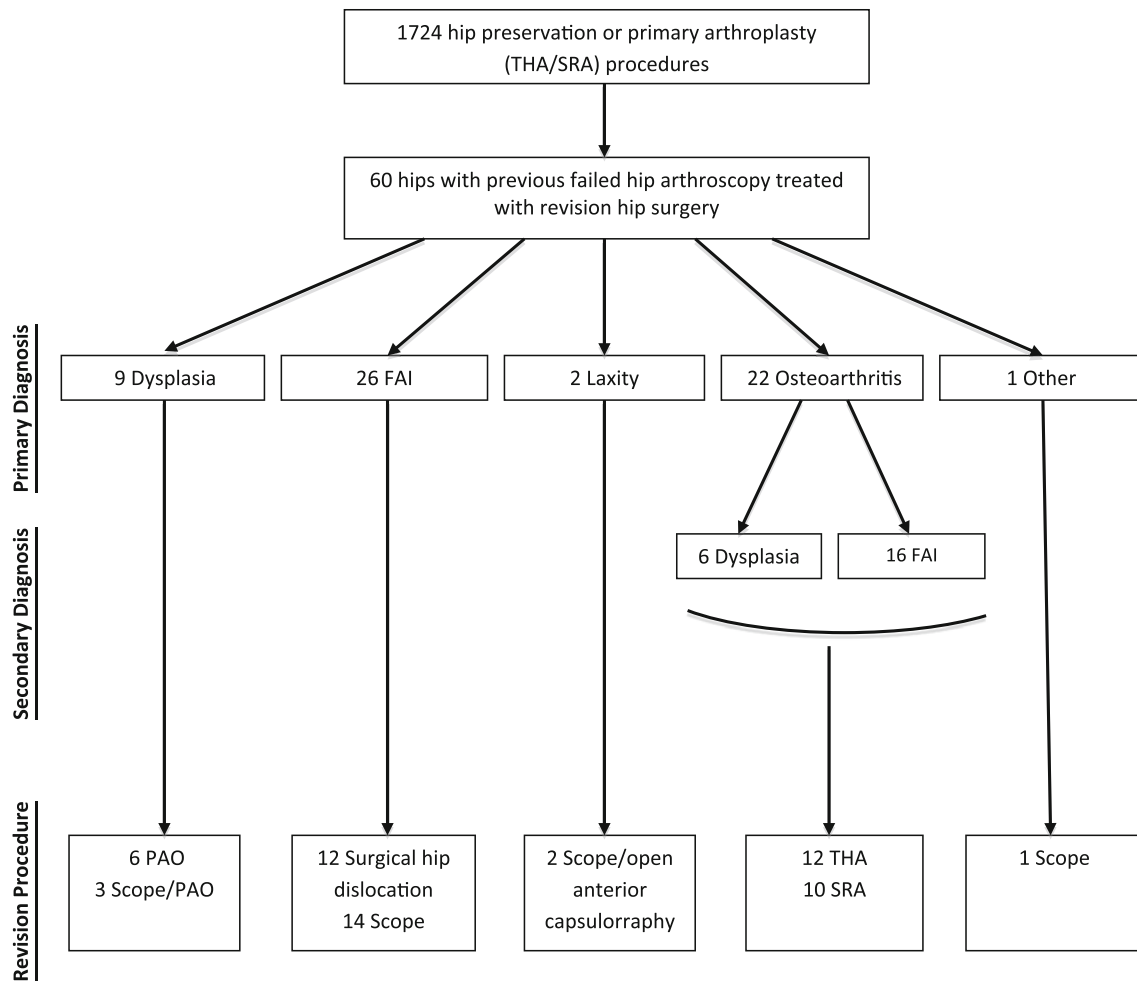 1724 hip preservation or primary arthroplasty
(THA/SRA) procedures
60 hips with previous failed hip arthroscopy treated
with revision hip surgery
Primary Diagnosis
9 Dysplasia
26 FAI
2 Laxity
22 Osteoarthritis
1 Other
Secondary Diagnosis
6 Dysplasia
16 FAI
Revision Procedure
6 PAO
3 Scope/PAO
12 Surgical hip
dislocation
14 Scope
2 Scope/open
anterior
capsulorraphy
12 THA
10 SRA
1 Scope